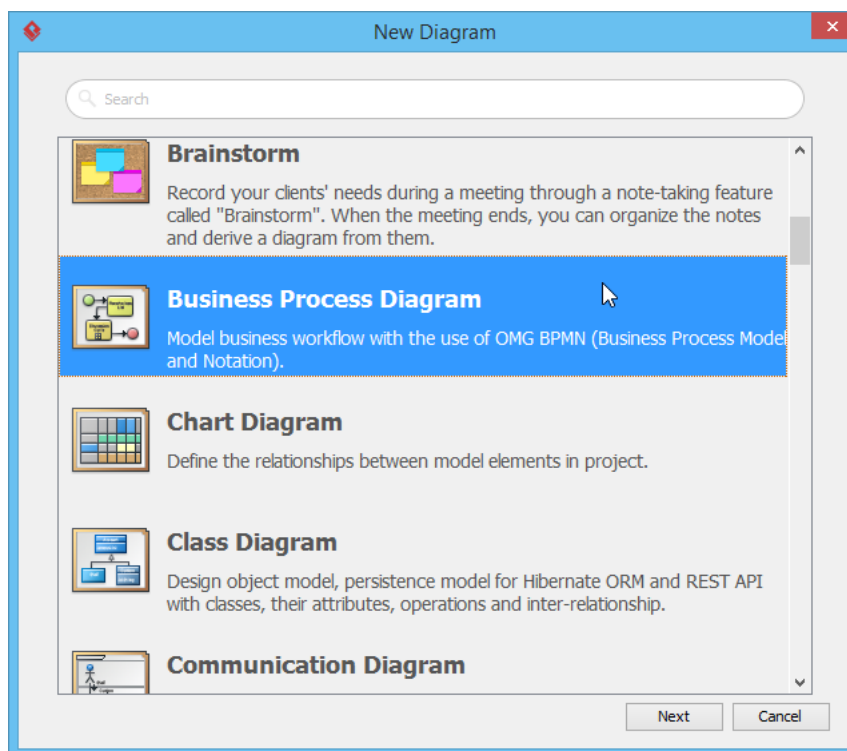 New Diagram
Search
Brainstorm
Record your clients' needs during a meeting through a note-taking feature
called "Brainstorm". When the meeting ends, you can organize the notes
and derive a diagram from them.
Business Process Diagram
Model business workflow with the use of OMG BPMN (Business Process Model
and Notation).
Chart Diagram
Define the relationships between model elements in project.
Class Diagram
Design object model, persistence model for Hibernate ORM and REST API
with classes, their attributes, operations and inter-relationship.
Communication Diagram
Next
Cancel